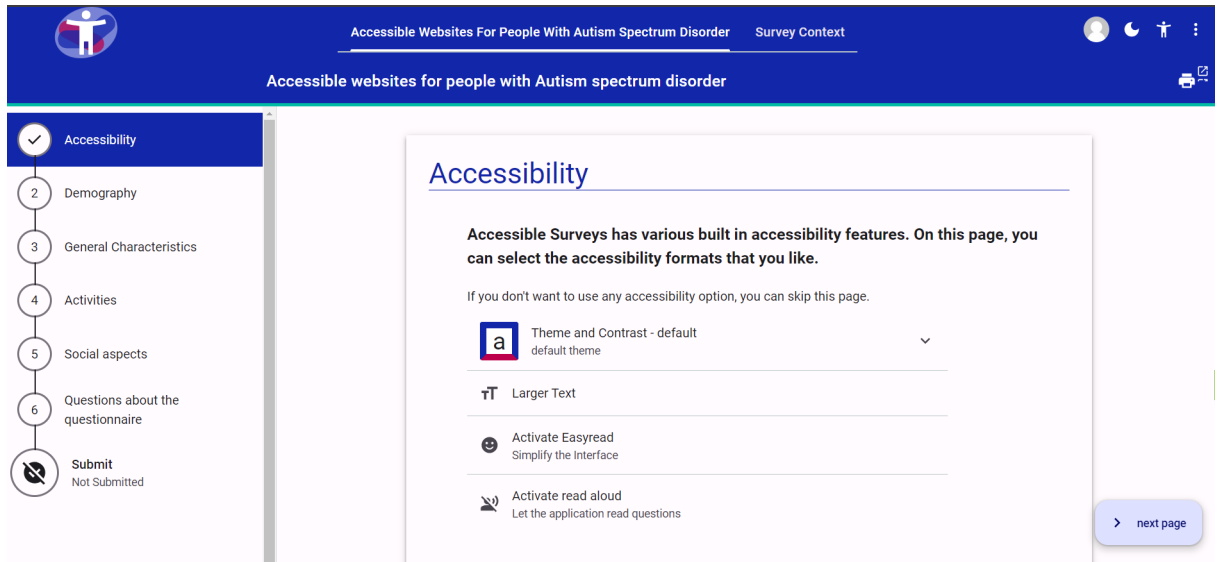 Accessible Websites For People With Autism Spectrum Disorder
Survey Context
Accessible websites for people with Autism spectrum disorder
Accessibility
2
Demography
3
General Characteristics
4
Activities
5
Social aspects
6
Questions about the
questionnaire
Submit
Not Submitted
Accessibility
Accessible Surveys has various built in accessibility features. On this page, you
can select the accessibility formats that you like.
If you don't want to use any accessibility option, you can skip this page.
a
Theme and Contrast - default
default theme
Larger Text
Activate Easyread
Simplify the Interface
Activate read aloud
Let the application read questions
next page